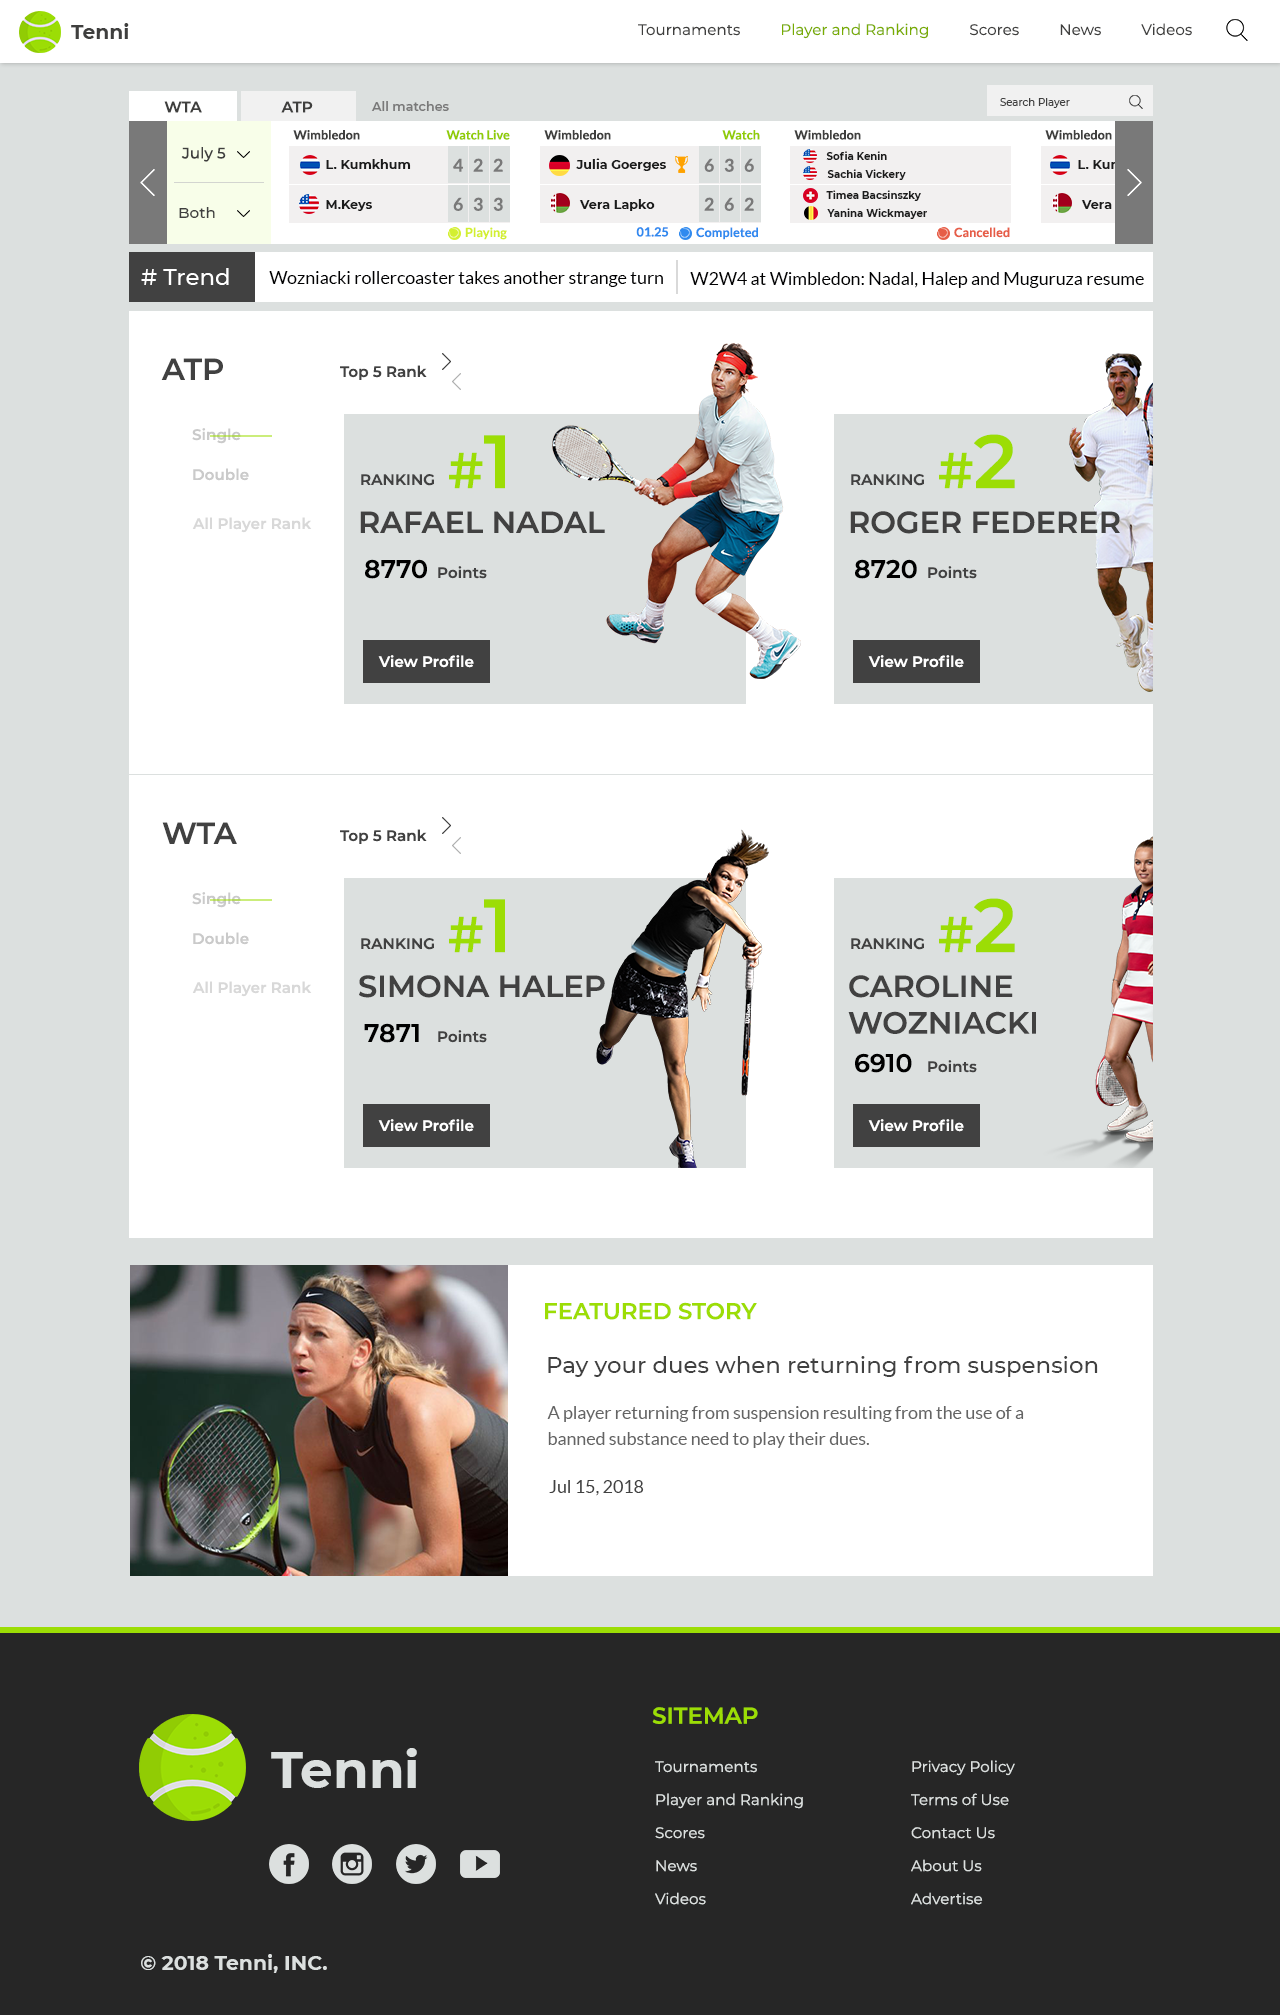 Tenni
Tournaments
Player and Ranking
Scores
News
Videos
WTA
ATP
All matches
Search Player
July 5
Both
Wimbledon
Watch Live
L. Kumkhum
4 2 2
M.Keys
6 3 3
Playing
Wimbledon
Watch
Julia Goerges
6 3 6
Vera Lapko
2 6 2
01.25
Completed
Wimbledon
Sofia Kenin
Sachia Vickery
Timea Bacsinszky
Yanina Wickmayer
Cancelled
Wimbledon
L. Kur
Vera
# Trend
Wozniacki rollercoaster takes another strange turn
W2W4 at Wimbledon: Nadal, Halep and Muguruza resume
ATP
Top 5 Rank
Single
Double
All Player Rank
RANKING #1
RAFAEL NADAL
8770 Points
View Profile
RANKING #2
ROGER FEDERER
8720 Points
View Profile
WTA
Top 5 Rank
Single
Double
All Player Rank
RANKING #1
SIMONA HALEP
7871 Points
View Profile
RANKING #2
CAROLINE
WOZNIACKI
6910 Points
View Profile
FEATURED STORY
Pay your dues when returning from suspension
A player returning from suspension resulting from the use of a
banned substance need to play their dues.
Jul 15, 2018
Tenni
SITEMAP
Tournaments
Player and Ranking
Scores
News
Videos
Privacy Policy
Terms of Use
Contact Us
About Us
Advertise
© 2018 Tenni, INC.